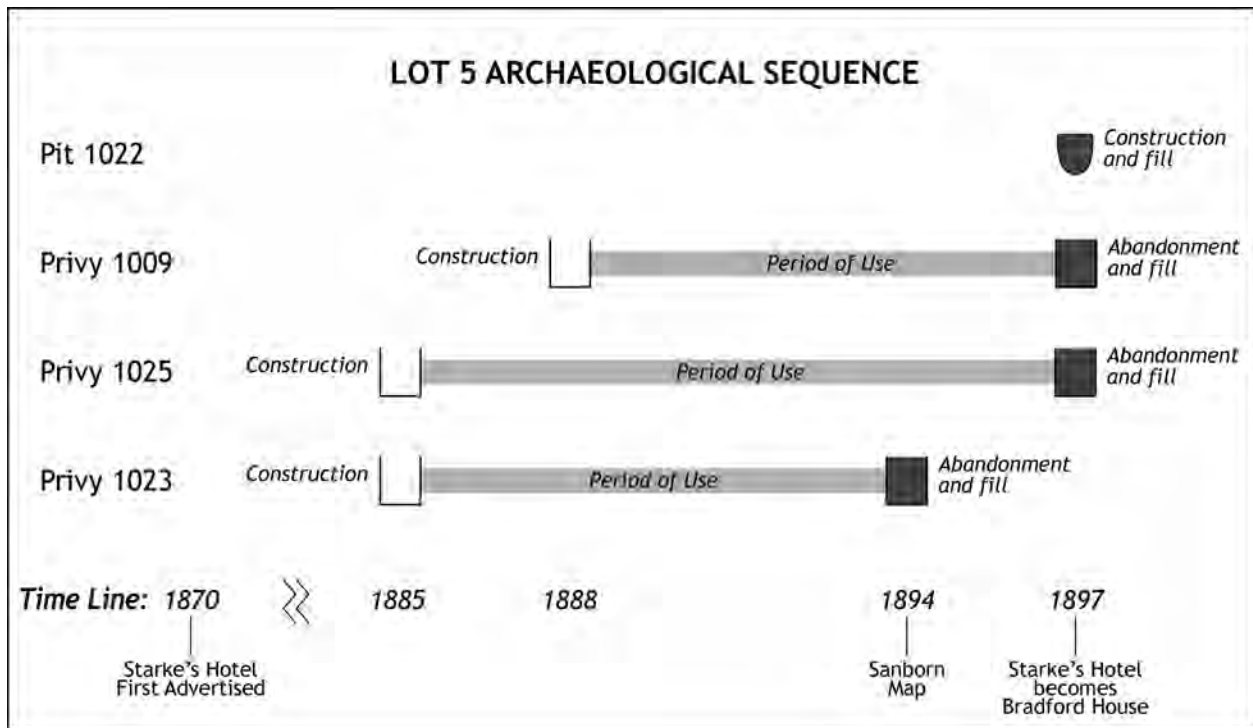 LOT 5 ARCHAEOLOGICAL SEQUENCE
Pit 1022
Construction
and fill
Privy 1009
Construction
Period of Use
Abandonment
and fill
Privy 1025
Construction
Period of Use
Abandonment
and fill
Privy 1023
Construction
Period of Use
Abandonment
and fill
Time Line: 1870 1885 1888 1894 1897
Starke's Hotel
First Advertised
Sanborn
Map
Starke's Hotel
becomes
Bradford House